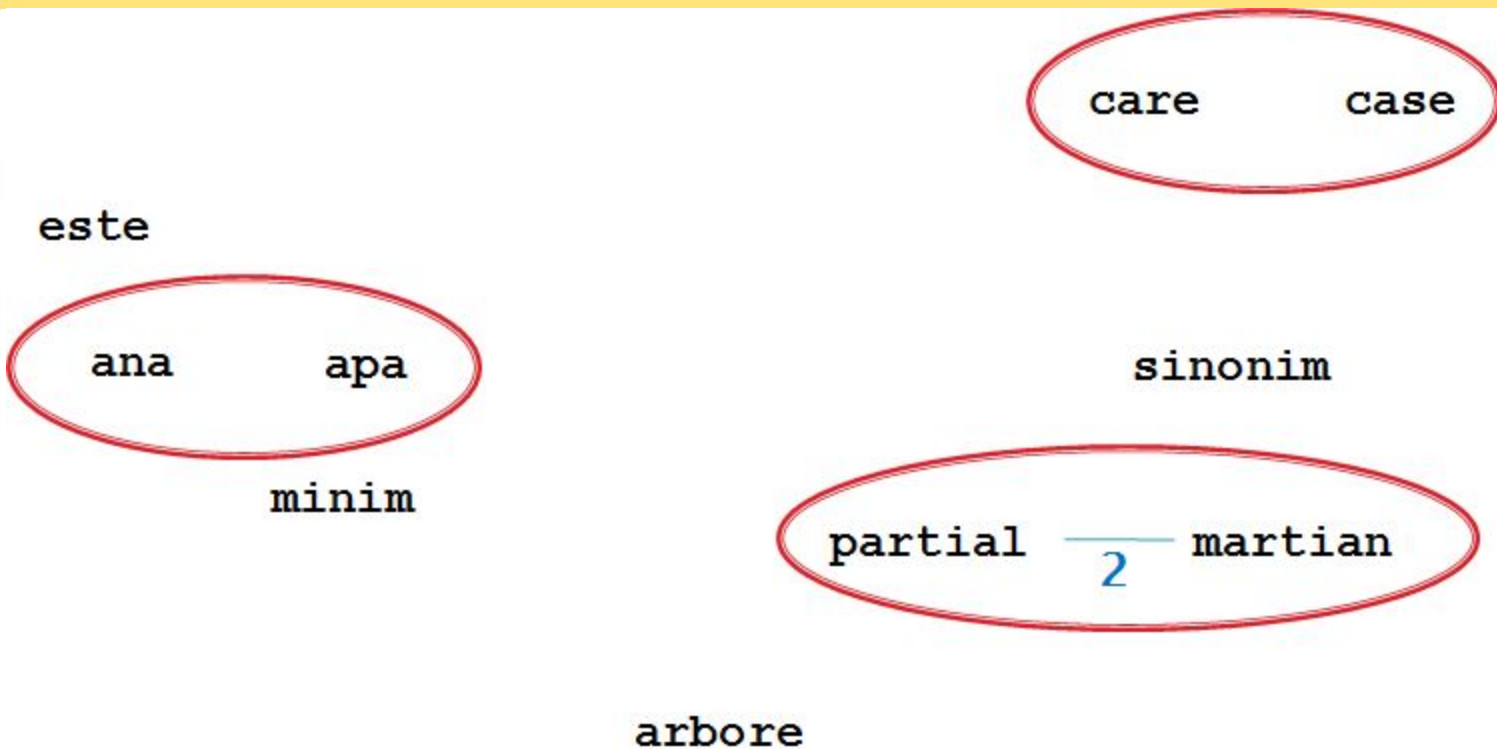 care case
este
ana apa
sinonim
minim
partial 2 martian
arbore